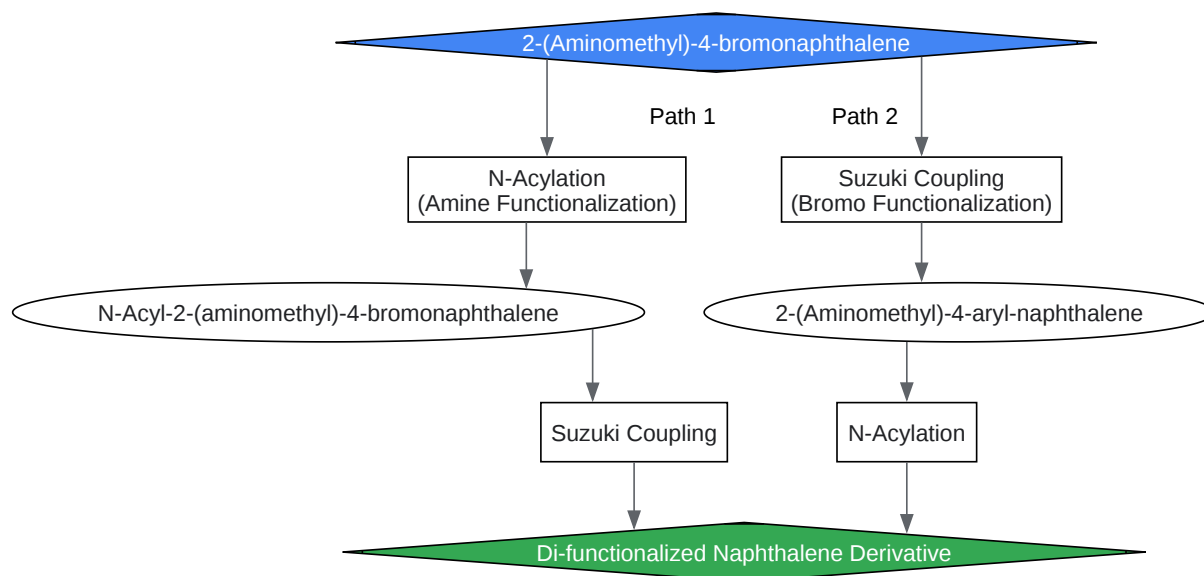 2-(Aminomethyl)-4-bromonaphthalene
Path 1
Path 2
N-Acylation
(Amine Functionalization)
Suzuki Coupling
(Bromo Functionalization)
N-Acyl-2-(aminomethyl)-4-bromonaphthalene
2-(Aminomethyl)-4-aryl-naphthalene
Suzuki Coupling
N-Acylation
Di-functionalized Naphthalene Derivative